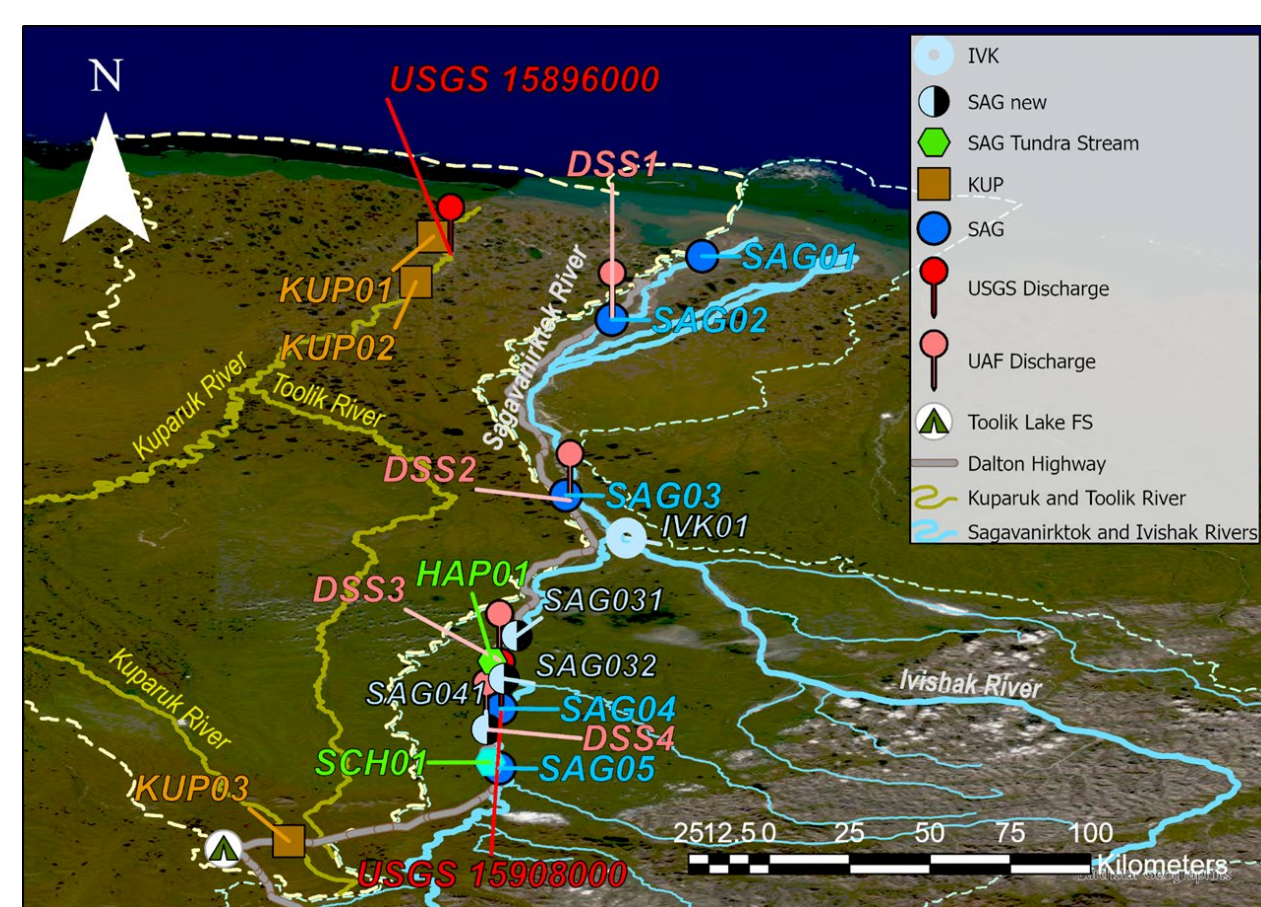 N
USGS 15896000
DSS1
SAG01
KUP01
SAG02
KUP02
Sagavanirktok River
Kuparuk River
Toolik River
DSS2
SAG03
IVK01
HAP01
DSS3
SAG031
SAG032
SAG041
SAG04
Ivishak River
DSS4
Kuparuk River
SCH01
SAG05
KUP03
USGS 15908000
IVK
SAG new
SAG Tundra Stream
KUP
SAG
USGS Discharge
UAF Discharge
Toolik Lake FS
Dalton Highway
Kuparuk and Toolik River
Sagavanirktok and Ivishak Rivers
25 12.5 0 25 50 75 100
Kilometers